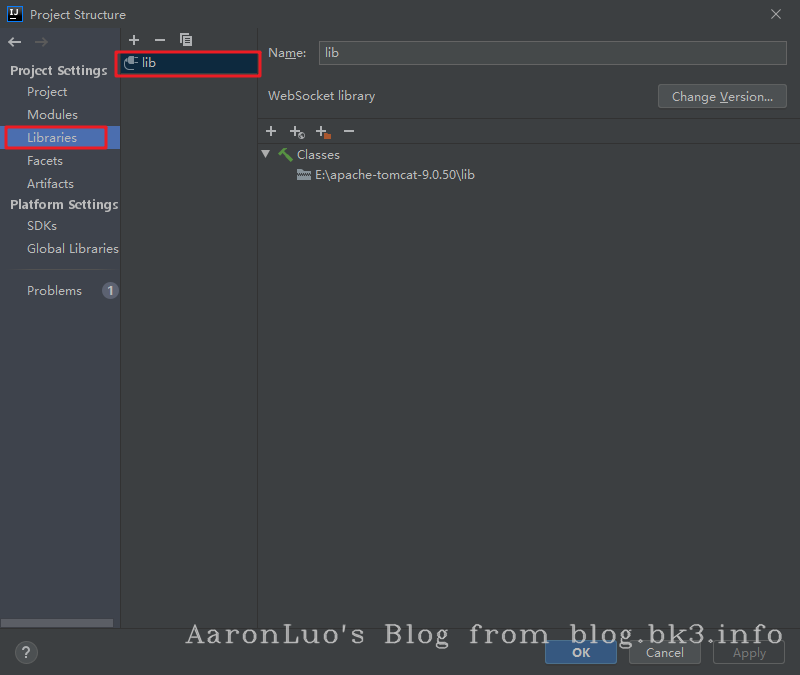 Project Structure
Project Settings
Project
Modules
Libraries
Facets
Artifacts
Platform Settings
SDKs
Global Libraries
Problems 1
lib
Name: lib
WebSocket library
Change Version...
Classes
E:\apache-tomcat-9.0.50\lib
AaronLuo's Blog from blog.bk3.info
? OK Cancel Apply